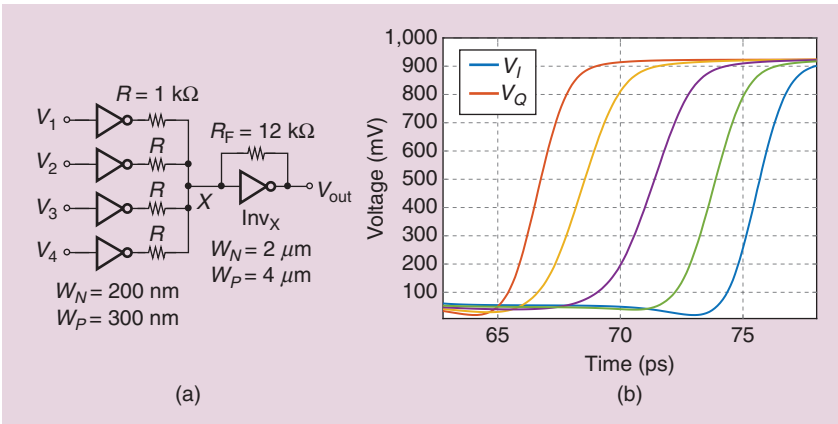 R = 1 kΩ
V1
V2
V3
V4
R
R
R
RF = 12 kΩ
X
InvX
Vout
WN = 2 μm
WP = 4 μm
WN = 200 nm
WP = 300 nm
(a)
1,000
900
800
700
600
500
400
300
200
100
Voltage (mV)
VI
VQ
65
70
75
Time (ps)
(b)